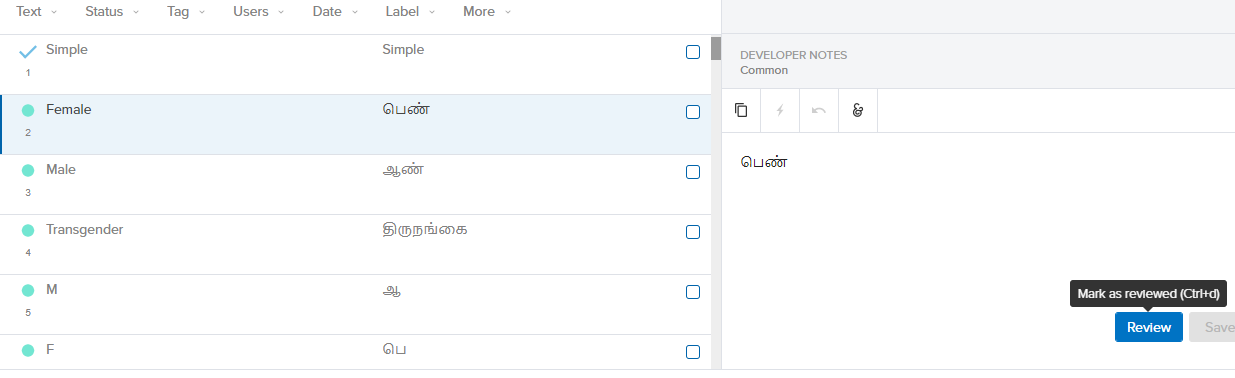 Text Status Tag Users Date Label More
Simple Simple
1
Female பெண்
2
Male ஆண்
3
Transgender திருநங்கை
4
M ஆ
5
F பெ
DEVELOPER NOTES
Common
பெண்
Mark as reviewed (Ctrl+d)
Review Save